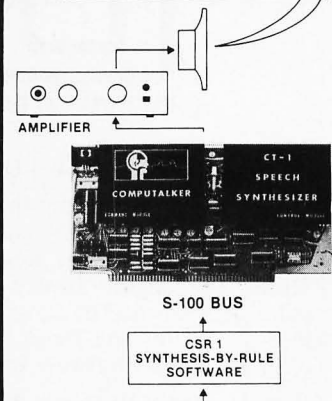 AMPLIFIER
COMPUTALKER
CT-1
SPEECH
SYNTHESIZER
S-100 BUS
CSR 1
SYNTHESIS-BY-RULE
SOFTWARE